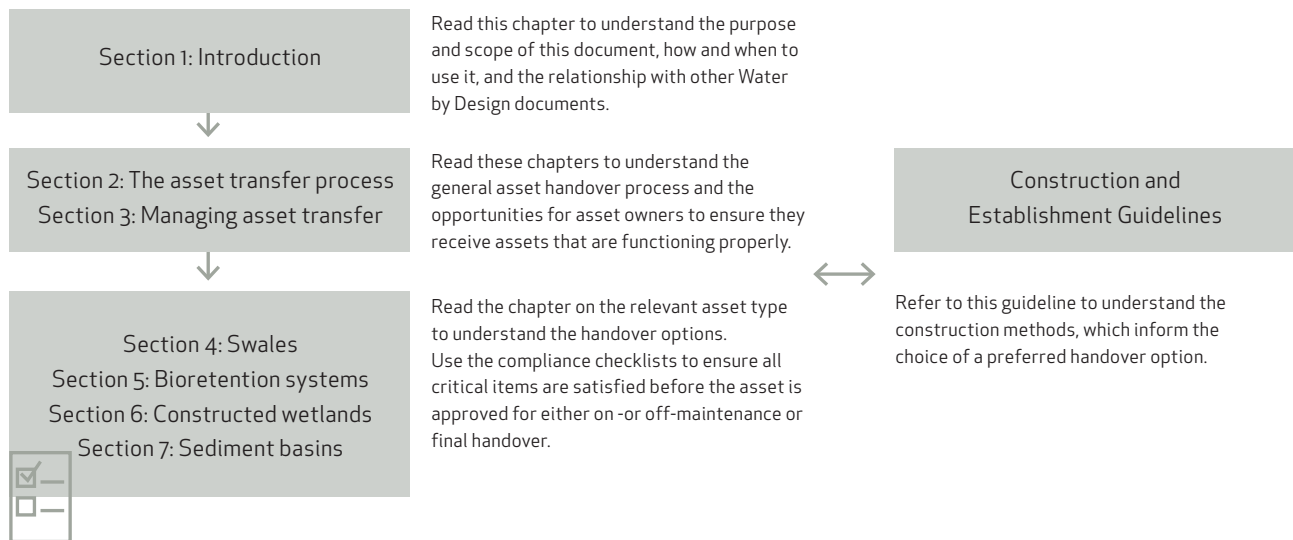 Section 1: Introduction
Read this chapter to understand the purpose
and scope of this document, how and when to
use it, and the relationship with other Water
by Design documents.
Section 2: The asset transfer process
Section 3: Managing asset transfer
Read these chapters to understand the
general asset handover process and the
opportunities for asset owners to ensure they
receive assets that are functioning properly.
Construction and
Establishment Guidelines
Refer to this guideline to understand the
construction methods, which inform the
choice of a preferred handover option.
Section 4: Swales
Section 5: Bioretention systems
Section 6: Constructed wetlands
Section 7: Sediment basins
Read the chapter on the relevant asset type
to understand the handover options.
Use the compliance checklists to ensure all
critical items are satisfied before the asset is
approved for either on -or off-maintenance or
final handover.